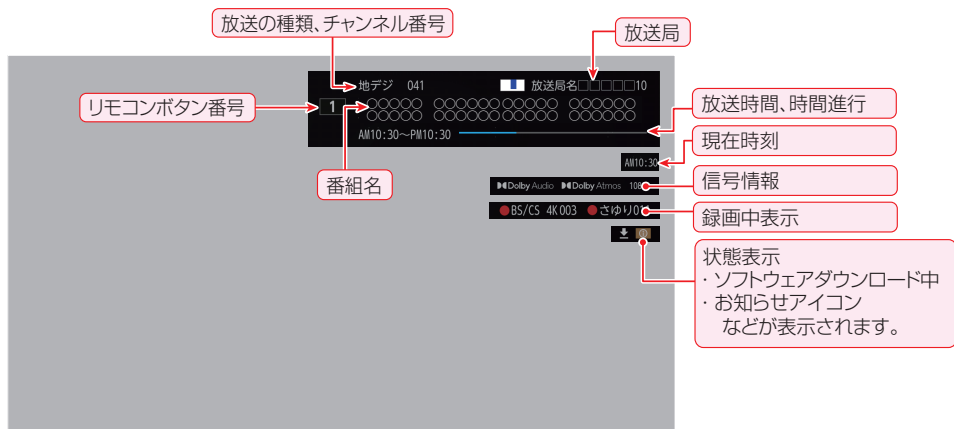 放送の種類、チャンネル番号
放送局
地デジ 041
放送局名□□□□□10
リモコンボタン番号
1
○○○○○ ○○○○○○○○○○○ ○○○○○○
○○○○○ ○○○○○○○○○○○ ○○○○○○
AM10:30～PM10:30
放送時間、時間進行
現在時刻
AM10:30
番組名
Dolby Audio Dolby Atmos
信号情報
BS/CS 4K003 さゆり
録画中表示
状態表示
・ソフトウェアダウンロード中
・お知らせアイコン
などが表示されます。